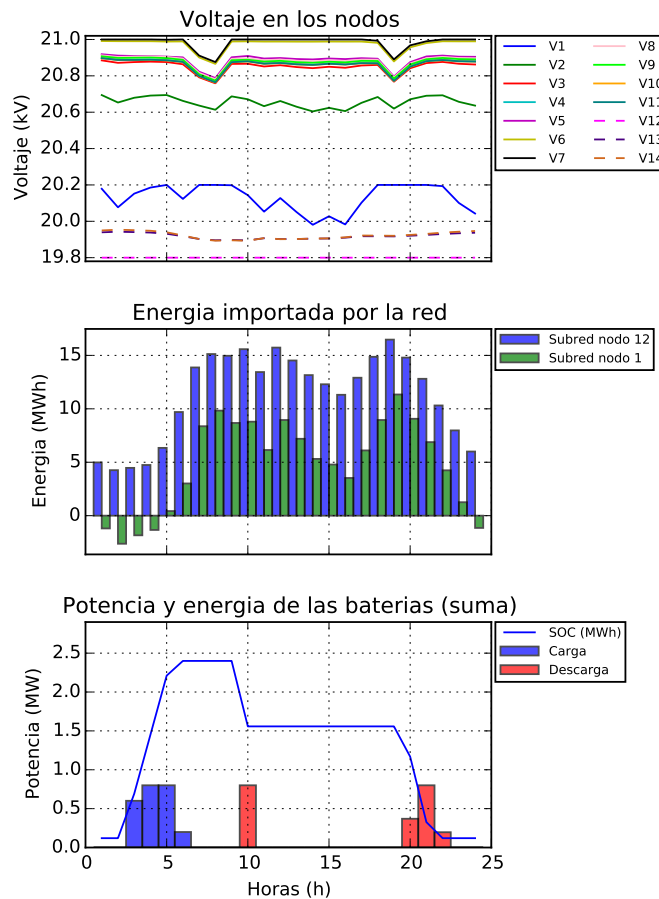 Voltaje en los nodos
21.0
20.8
20.6
20.4
20.2
20.0
19.8
Voltaje (kV)
V1
V2
V3
V4
V5
V6
V7
V8
V9
V10
V11
V12
V13
V14
Energia importada por la red
15
10
5
0
Energia (MWh)
Subred nodo 12
Subred nodo 1
Potencia y energia de las baterias (suma)
2.5
2.0
1.5
1.0
0.5
0.0
Potencia (MW)
SOC (MWh)
Carga
Descarga
0 5 10 15 20 25
Horas (h)